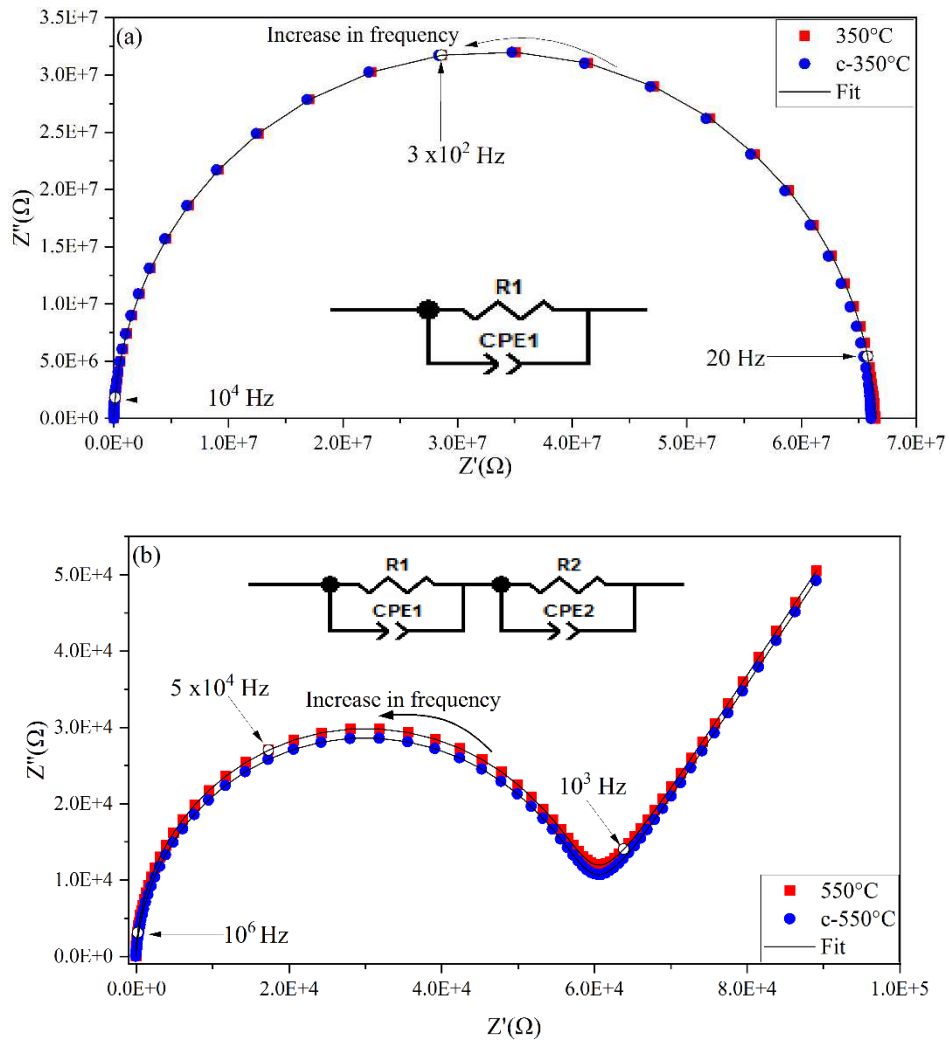 (a)
3.5E+7
3.0E+7
2.5E+7
2.0E+7
1.5E+7
1.0E+7
5.0E+6
0.0E+0
Z"(Ω)
Increase in frequency
350°C
c-350°C
Fit
3 x10² Hz
R1
CPE1
20 Hz
10⁴ Hz
0.0E+0 1.0E+7 2.0E+7 3.0E+7 4.0E+7 5.0E+7 6.0E+7 7.0E+7
Z'(Ω)
(b)
5.0E+4
4.0E+4
3.0E+4
2.0E+4
1.0E+4
0.0E+0
Z"(Ω)
R1 R2
CPE1 CPE2
5 x10⁴ Hz
Increase in frequency
10³ Hz
10⁶ Hz
550°C
c-550°C
Fit
0.0E+0 2.0E+4 4.0E+4 6.0E+4 8.0E+4 1.0E+5
Z'(Ω)